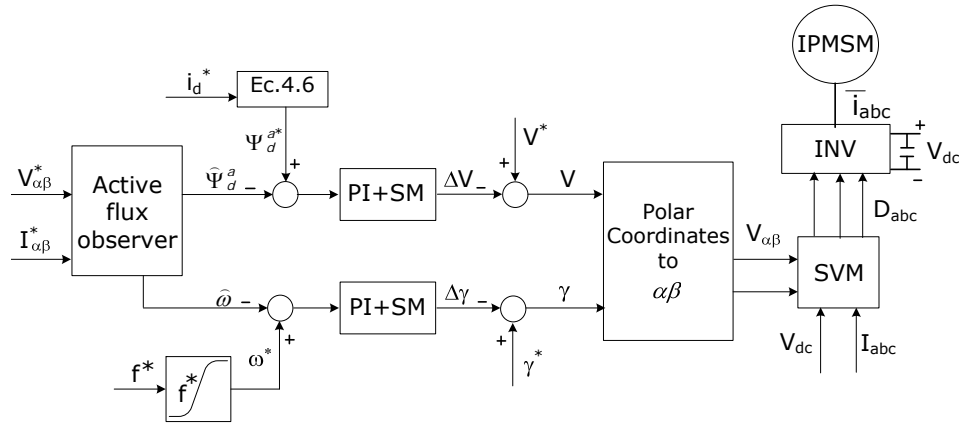 IPMSM
i_d^*
Ec.4.6
i_abc
Ψ_d^{a*}
V^*
+
INV
V_dc
+
−
V_αβ^*
Active
flux
observer
Ψ̂_d^a
−
+
PI+SM
ΔV
−
+
V
Polar
Coordinates
to
αβ
D_abc
I_αβ^*
V_αβ
SVM
ω̂
−
+
PI+SM
Δγ
−
+
γ
V_dc
I_abc
ω^*
γ^*
f^*
f^*